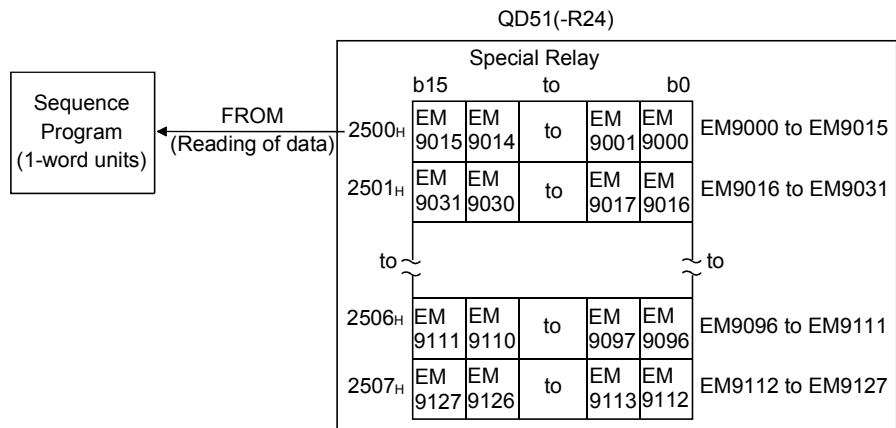 QD51(-R24)
Special Relay
b15 to b0
Sequence
Program
(1-word units)
FROM
(Reading of data)
2500H EM 9015 EM 9014 to EM 9001 EM 9000 EM9000 to EM9015
2501H EM 9031 EM 9030 to EM 9017 EM 9016 EM9016 to EM9031
to to
2506H EM 9111 EM 9110 to EM 9097 EM 9096 EM9096 to EM9111
2507H EM 9127 EM 9126 to EM 9113 EM 9112 EM9112 to EM9127